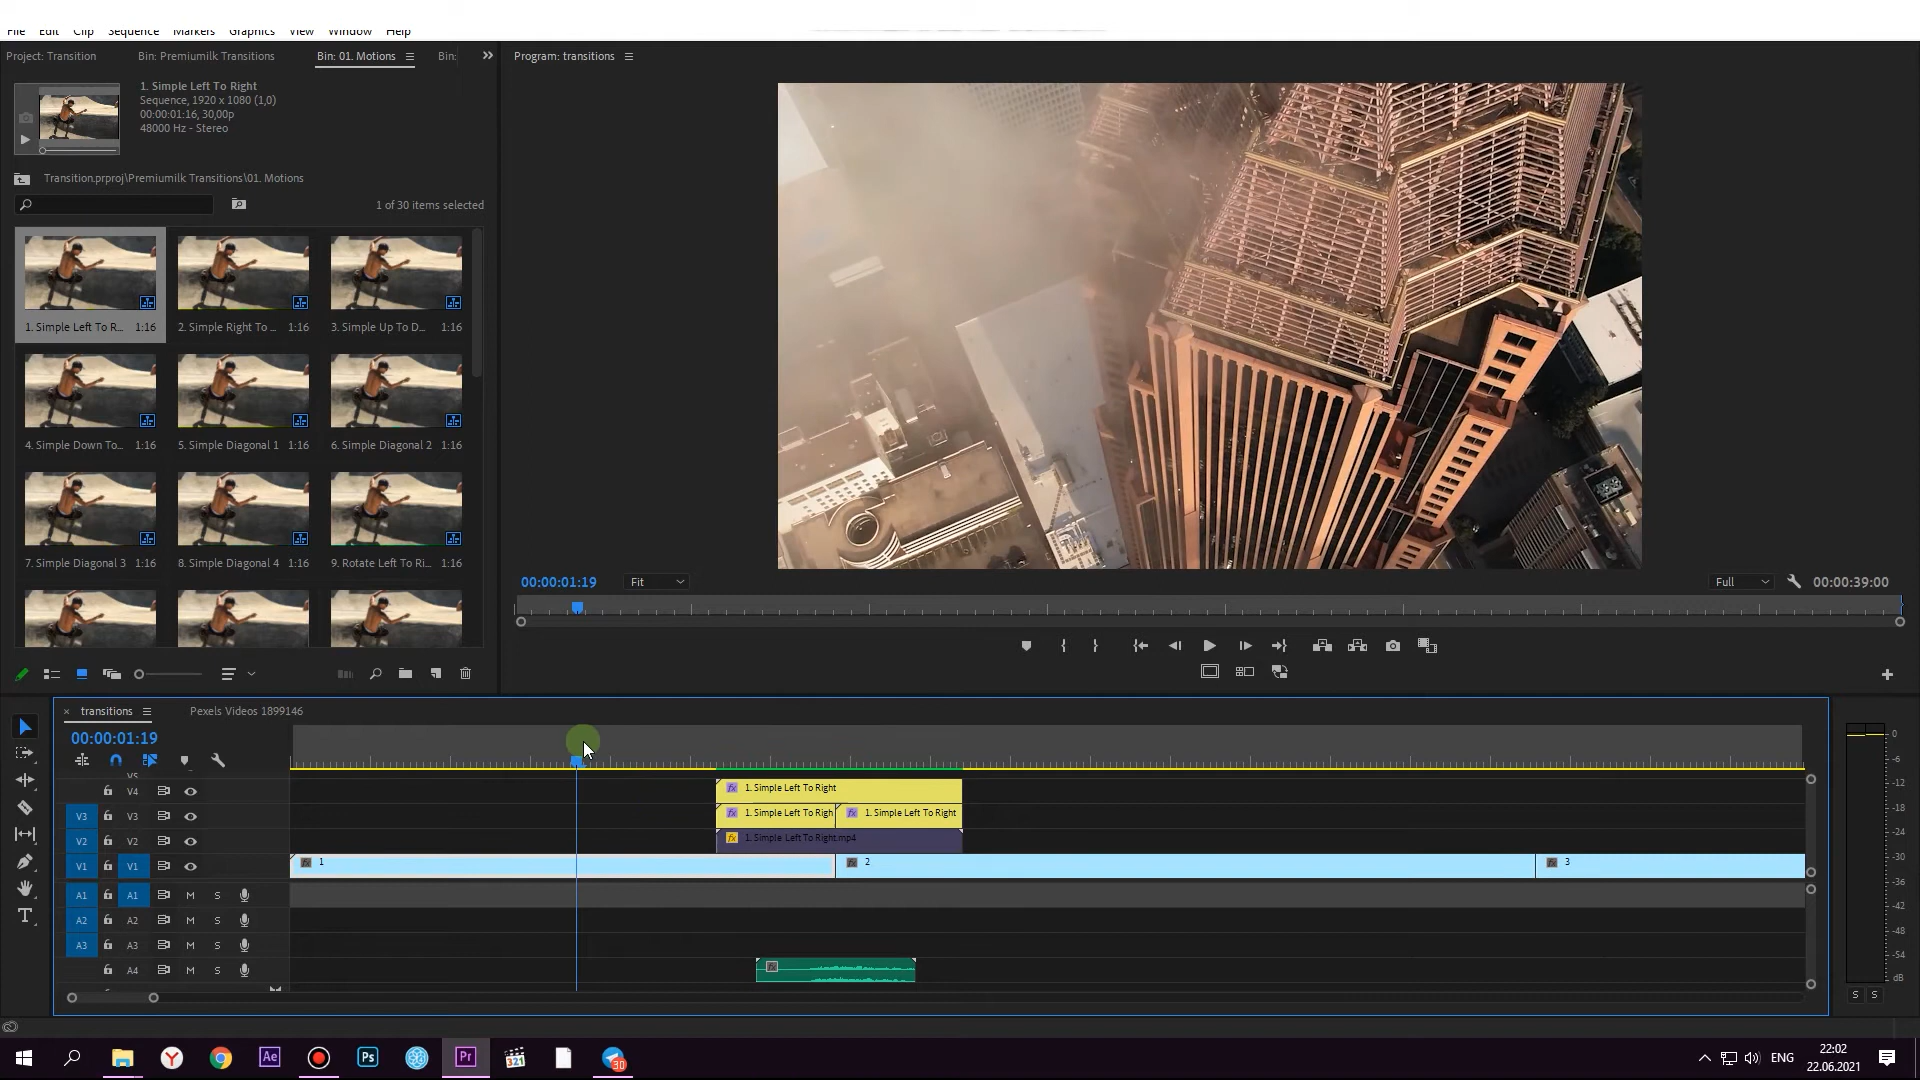 File Edit Clip Sequence Markers Graphics View Window Help
Project: Transition Bin: Premiumilk Transitions Bin: 01. Motions Bin: Program: transitions
1. Simple Left To Right
Sequence, 1920 x 1080 (1,0)
00:00:01:16, 30,00p
48000 Hz - Stereo
Transition.prproj\Premiumilk Transitions\01. Motions
1 of 30 items selected
1. Simple Left To R... 1:16 2. Simple Right To ... 1:16 3. Simple Up To D... 1:16
4. Simple Down To... 1:16 5. Simple Diagonal 1 1:16 6. Simple Diagonal 2 1:16
7. Simple Diagonal 3 1:16 8. Simple Diagonal 4 1:16 9. Rotate Left To Ri... 1:16
00:00:01:19 Fit Full 00:00:39:00
transitions Pexels Videos 1899146
00:00:01:19
V5
V4 1. Simple Left To Right
V3 V3 1. Simple Left To Righ 1. Simple Left To Right
V2 V2 1. Simple Left To Right.mp4
V1 V1 1 2 3
A1 A1 M S
A2 A2 M S
A3 A3 M S
A4 M S
0
-6
-12
-18
-24
-30
-36
-42
-48
-54
dB
S S
Ae Ps Pr 321 30 ENG 22:02
22.06.2021